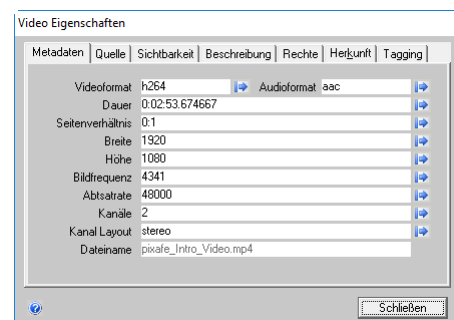 Video Eigenschaften
Metadaten Quelle Sichtbarkeit Beschreibung Rechte Herkunft Tagging
Videoformat h264 Audioformat aac
Dauer 0:02:53.674667
Seitenverhältnis 0:1
Breite 1920
Höhe 1080
Bildfrequenz 4341
Abtsatrate 48000
Kanäle 2
Kanal Layout stereo
Dateiname pixafe_Intro_Video.mp4
? Schließen